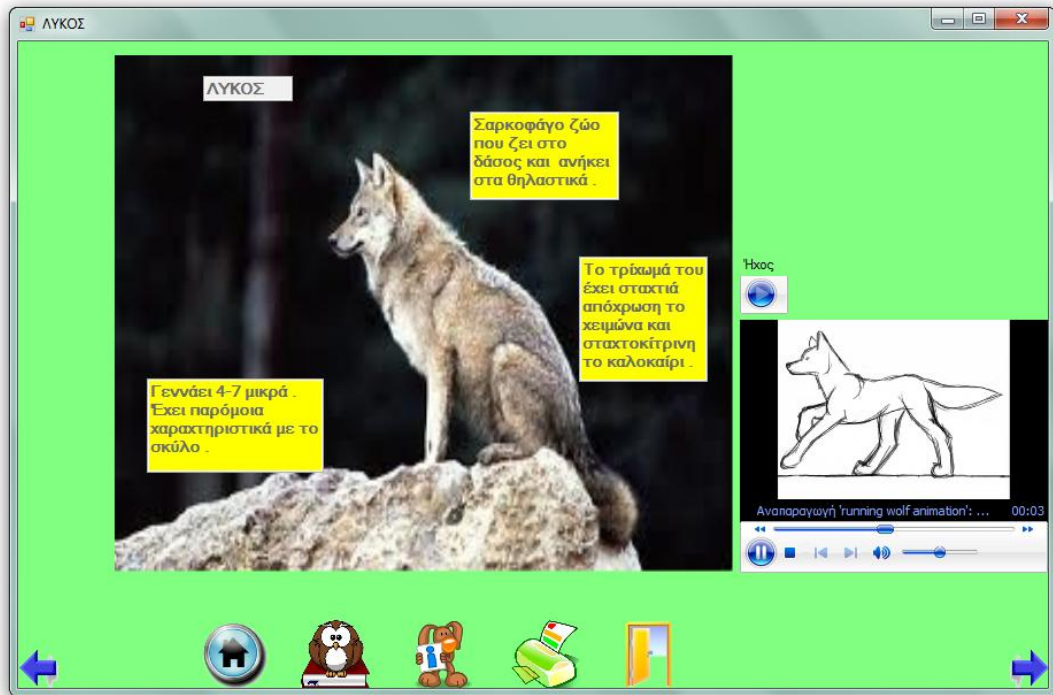 ΛΥΚΟΣ
ΛΥΚΟΣ
Σαρκοφάγο ζώο
που ζει στο
δάσος και ανήκει
στα θηλαστικά .
Το τρίχωμά του
έχει σταχτιά
απόχρωση το
χειμώνα και
σταχτοκίτρινη
το καλοκαίρι .
Γεννάει 4-7 μικρά .
Έχει παρόμοια
χαρακτηριστικά με το
σκύλο .
Ήχος
Αναπαραγωγή 'running wolf animation': ... 00:03